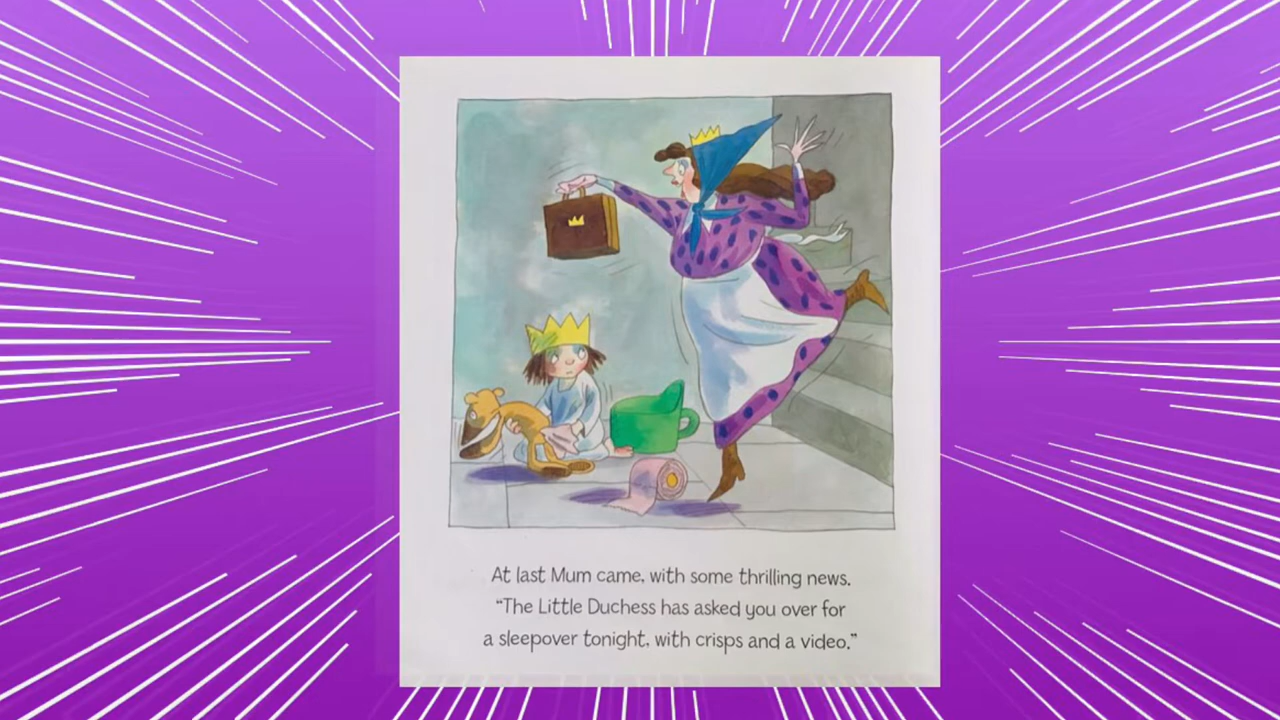 At last Mum came, with some thrilling news.
“The Little Duchess has asked you over for
a sleepover tonight, with crisps and a video.”